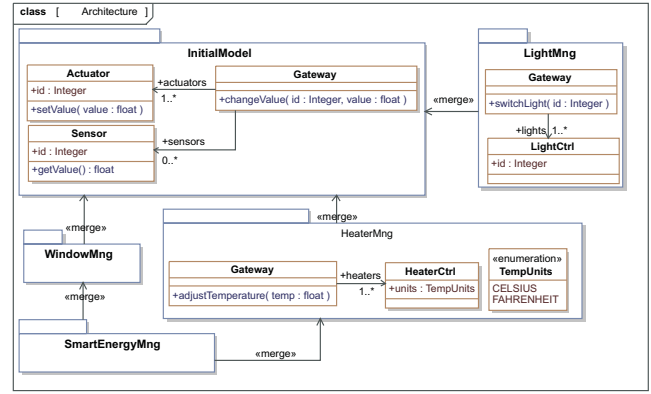 class [ Architecture ]
InitialModel
Actuator
+id : Integer
+setValue( value : float )
+actuators
1..*
Gateway
+changeValue( id : Integer, value : float )
Sensor
+id : Integer
+getValue() : float
+sensors
0..*
«merge»
LightMng
Gateway
+switchLight( id : Integer )
+lights 1..*
LightCtrl
+id : Integer
«merge»
«merge»
WindowMng
«merge»
SmartEnergyMng
«merge»
HeaterMng
Gateway
+adjustTemperature( temp : float )
+heaters
1..*
HeaterCtrl
+units : TempUnits
«enumeration»
TempUnits
CELSIUS
FAHRENHEIT